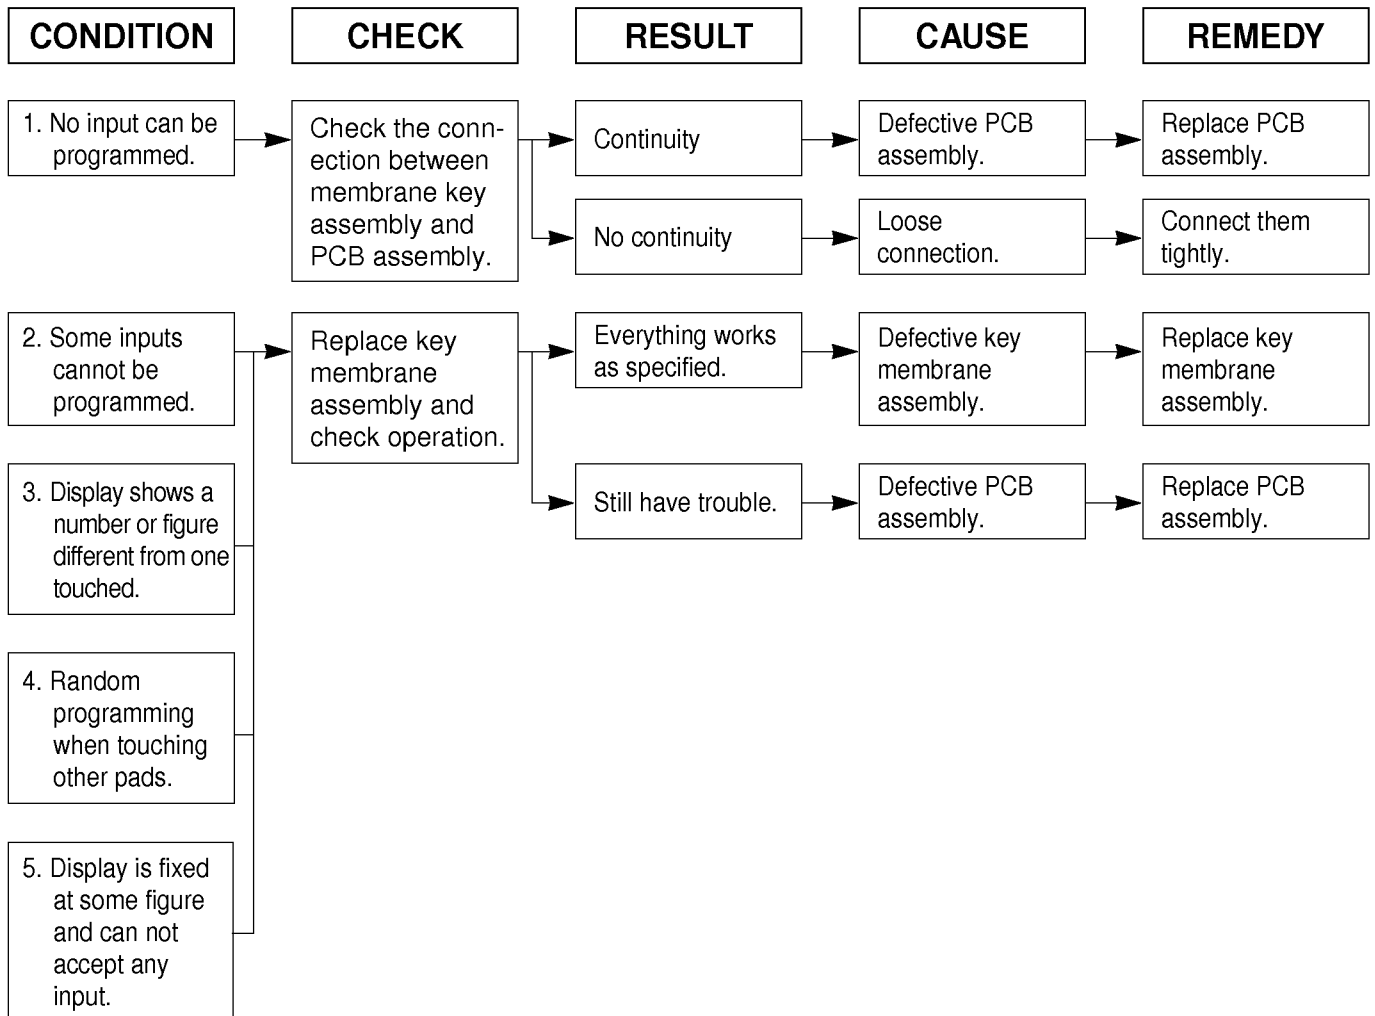 CONDITION
CHECK
RESULT
CAUSE
REMEDY
1. No input can be
programmed.
Check the conn-
ection between
membrane key
assembly and
PCB assembly.
Continuity
Defective PCB
assembly.
Replace PCB
assembly.
No continuity
Loose
connection.
Connect them
tightly.
2. Some inputs
cannot be
programmed.
Replace key
membrane
assembly and
check operation.
Everything works
as specified.
Defective key
membrane
assembly.
Replace key
membrane
assembly.
3. Display shows a
number or figure
different from one
touched.
Still have trouble.
Defective PCB
assembly.
Replace PCB
assembly.
4. Random
programming
when touching
other pads.
5. Display is fixed
at some figure
and can not
accept any
input.